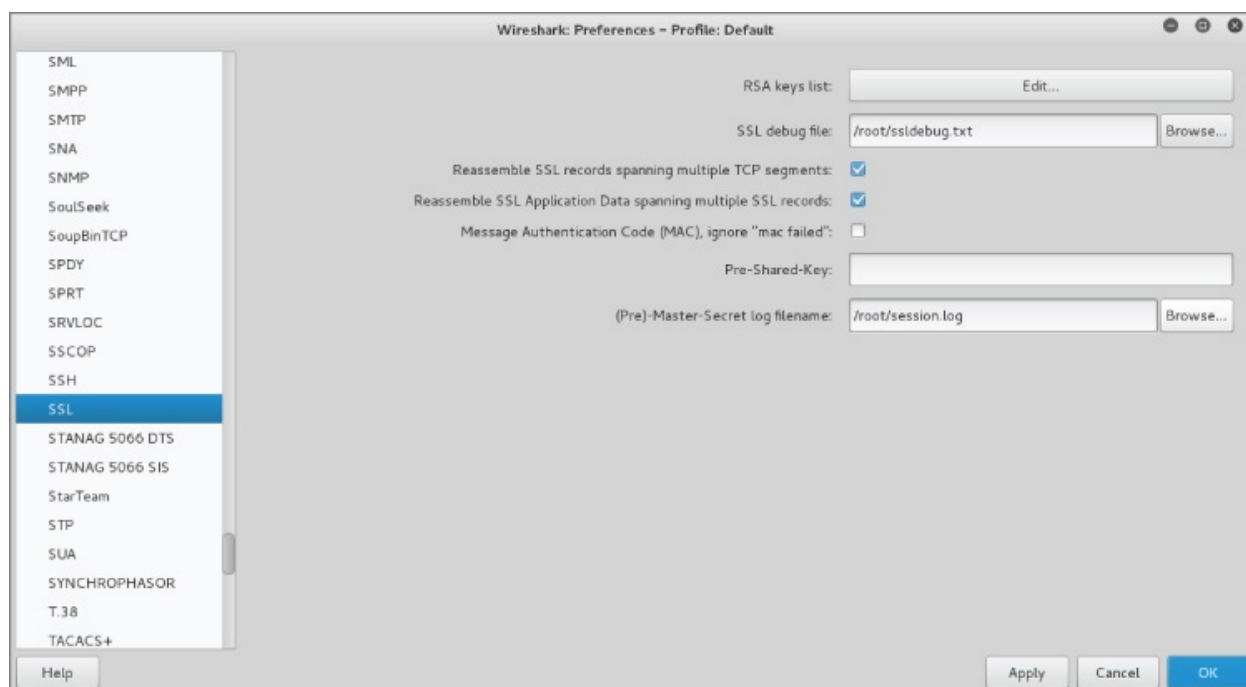 Wireshark: Preferences – Profile: Default
SML
SMPP
SMTP
SNA
SNMP
SoulSeek
SoupBinTCP
SPDY
SPRT
SRVLOC
SSCOP
SSH
SSL
STANAG 5066 DTS
STANAG 5066 SIS
StarTeam
STP
SUA
SYNCHROPHASOR
T.38
TACACS+
RSA keys list: Edit...
SSL debug file: /root/ssldebug.txt Browse...
Reassemble SSL records spanning multiple TCP segments:
Reassemble SSL Application Data spanning multiple SSL records:
Message Authentication Code (MAC), ignore "mac failed":
Pre-Shared-Key:
(Pre)-Master-Secret log filename: /root/session.log Browse...
Help Apply Cancel OK